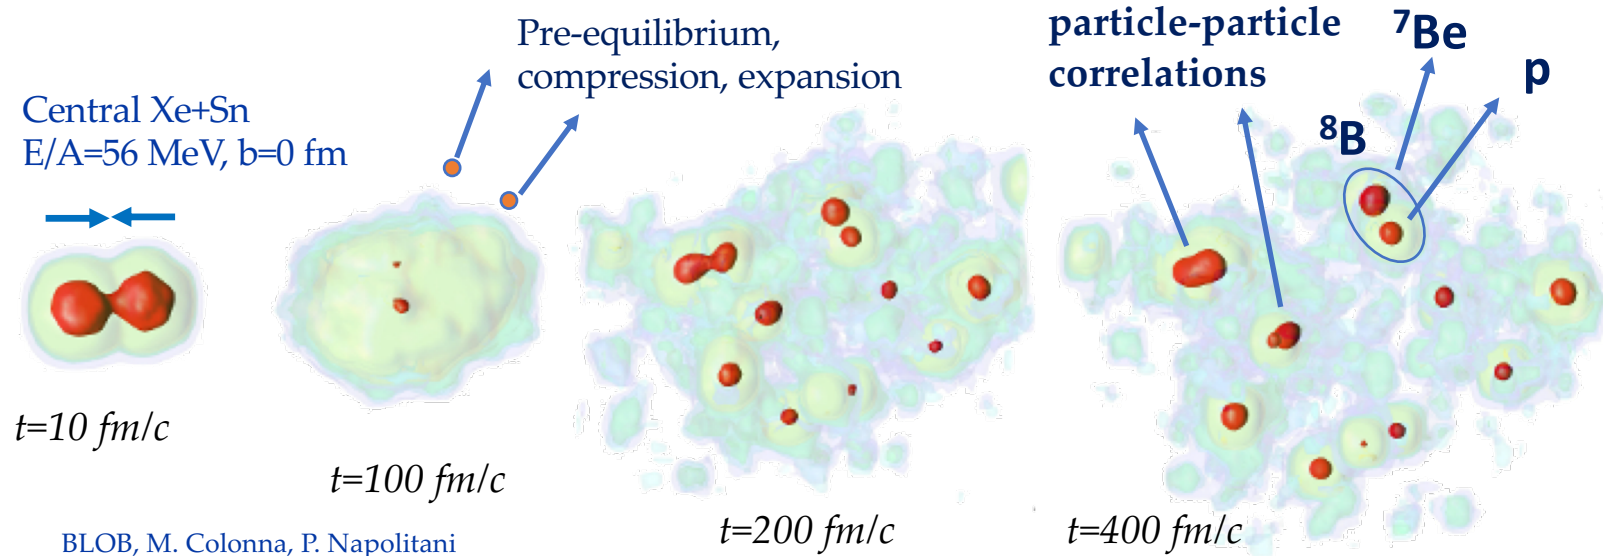 Pre-equilibrium,
compression, expansion
particle-particle
correlations
⁷Be
p
⁸B
Central Xe+Sn
E/A=56 MeV, b=0 fm
t=10 fm/c
t=100 fm/c
t=200 fm/c
t=400 fm/c
BLOB, M. Colonna, P. Napolitani